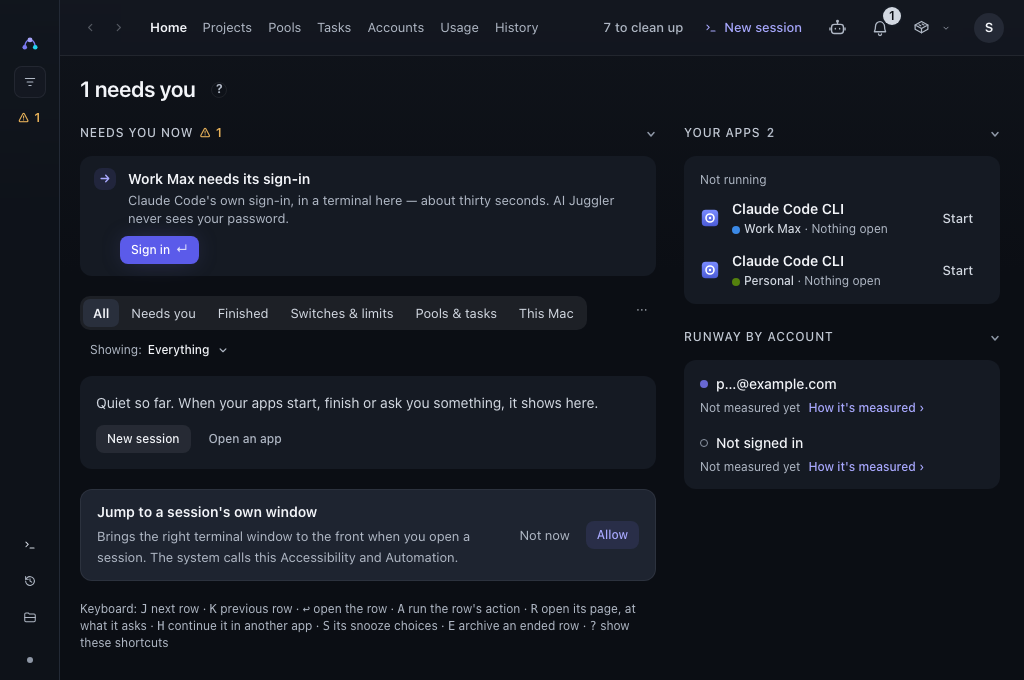 Home Projects Pools Tasks Accounts Usage History 7 to clean up New session 1 S
1
1 needs you ?
NEEDS YOU NOW 1
Work Max needs its sign-in
Claude Code's own sign-in, in a terminal here — about thirty seconds. AI Juggler
never sees your password.
Sign in ↵
All Needs you Finished Switches & limits Pools & tasks This Mac ...
Showing: Everything
Quiet so far. When your apps start, finish or ask you something, it shows here.
New session Open an app
Jump to a session's own window
Brings the right terminal window to the front when you open a
session. The system calls this Accessibility and Automation.
Not now Allow
Keyboard: J next row · K previous row · ↩ open the row · A run the row's action · R open its page, at
what it asks · H continue it in another app · S its snooze choices · E archive an ended row · ? show
these shortcuts
YOUR APPS 2
Not running
Claude Code CLI
Work Max · Nothing open
Start
Claude Code CLI
Personal · Nothing open
Start
RUNWAY BY ACCOUNT
p...@example.com
Not measured yet How it's measured ›
Not signed in
Not measured yet How it's measured ›